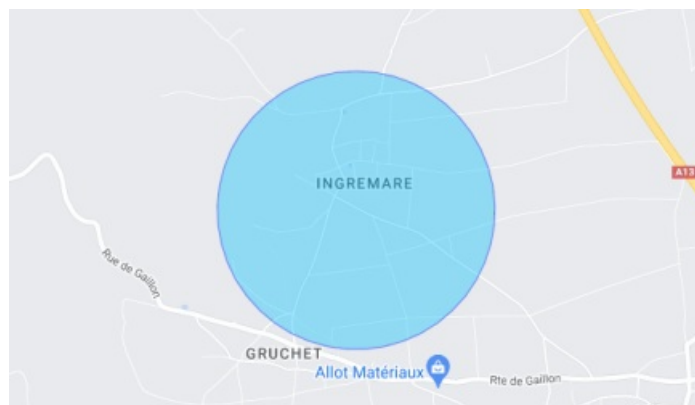 A13
INGREMARE
Rue de Gaillon
GRUCHET
Allot Matériaux
Rte de Gaillon